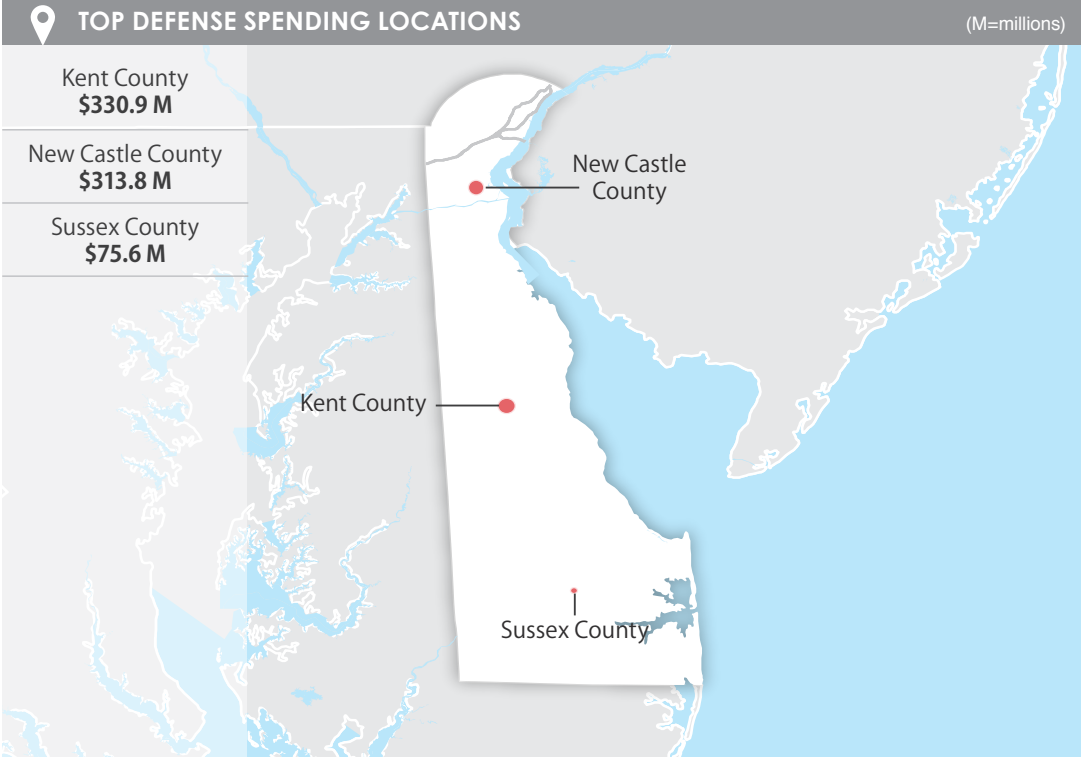 TOP DEFENSE SPENDING LOCATIONS
(M=millions)
Kent County
$330.9 M
New Castle County
$313.8 M
Sussex County
$75.6 M
New Castle
County
Kent County
Sussex County